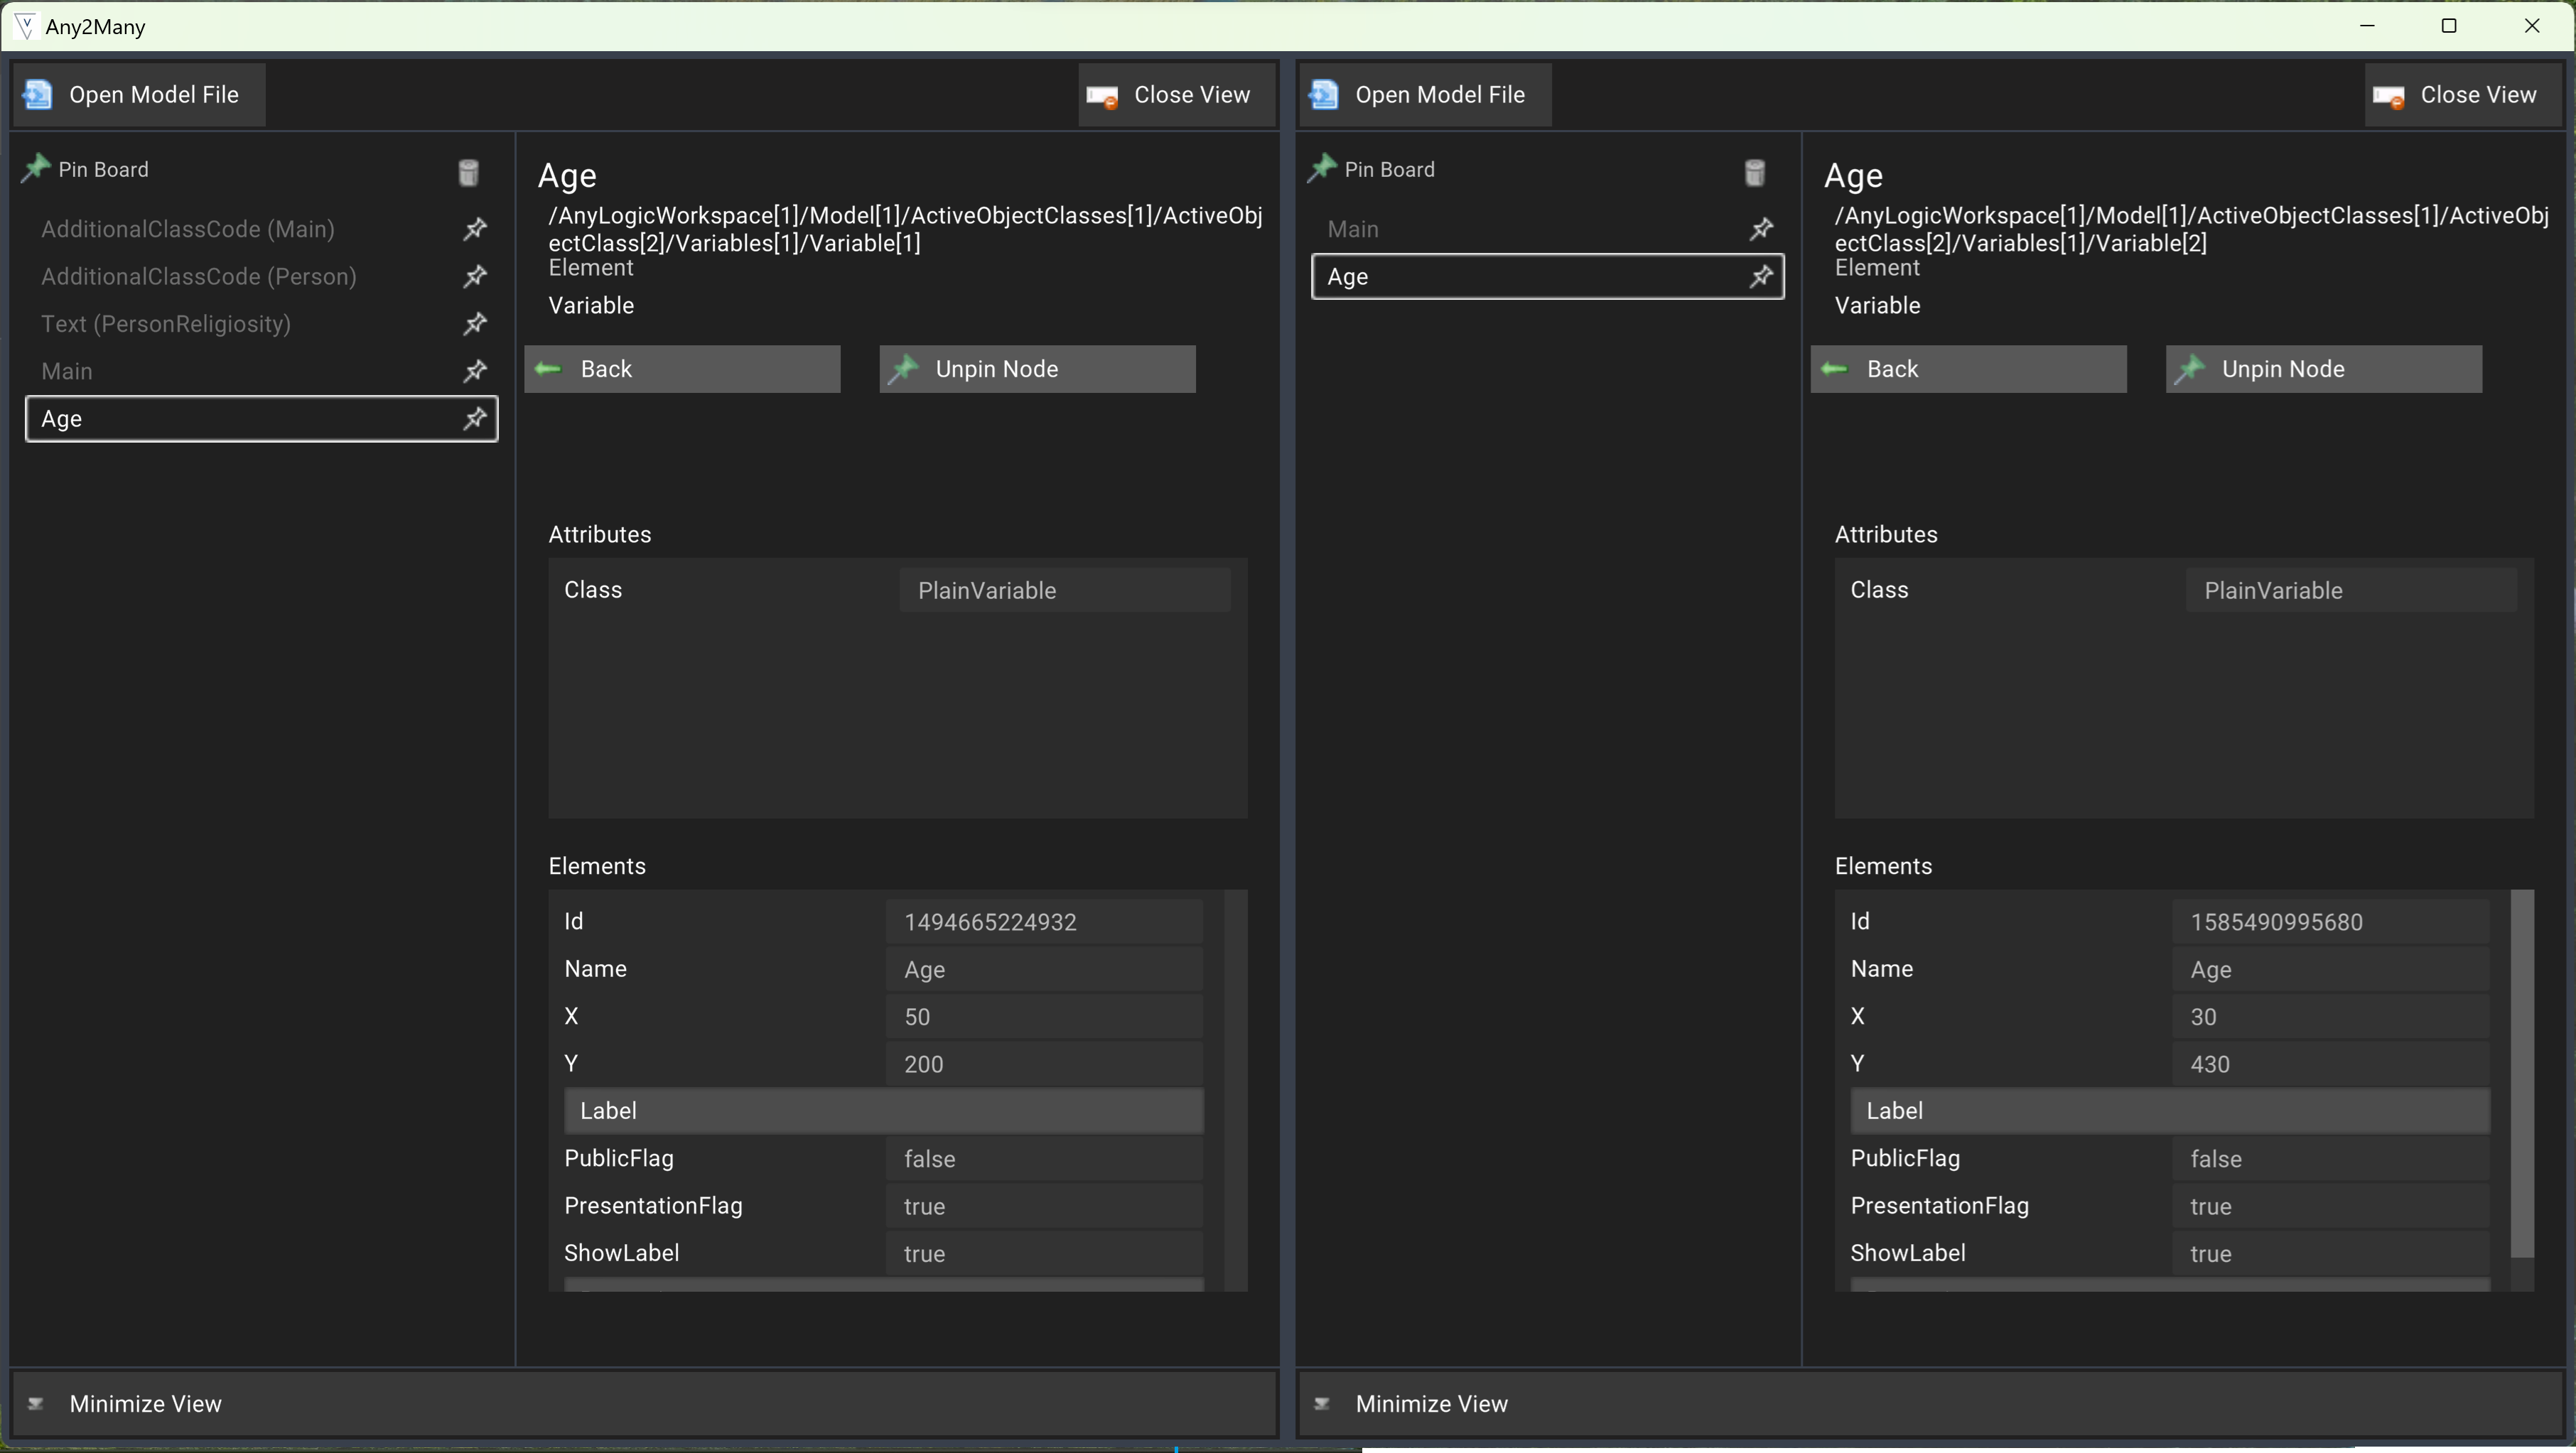 Any2Many
Open Model File
Close View
Pin Board
AdditionalClassCode (Main)
AdditionalClassCode (Person)
Text (PersonReligiosity)
Main
Age
Age
/AnyLogicWorkspace[1]/Model[1]/ActiveObjectClasses[1]/ActiveObj
ectClass[2]/Variables[1]/Variable[1]
Element
Variable
Back
Unpin Node
Attributes
Class PlainVariable
Elements
Id 1494665224932
Name Age
X 50
Y 200
Label
PublicFlag false
PresentationFlag true
ShowLabel true
Minimize View
Open Model File
Close View
Pin Board
Main
Age
Age
/AnyLogicWorkspace[1]/Model[1]/ActiveObjectClasses[1]/ActiveObj
ectClass[2]/Variables[1]/Variable[2]
Element
Variable
Back
Unpin Node
Attributes
Class PlainVariable
Elements
Id 1585490995680
Name Age
X 30
Y 430
Label
PublicFlag false
PresentationFlag true
ShowLabel true
Minimize View